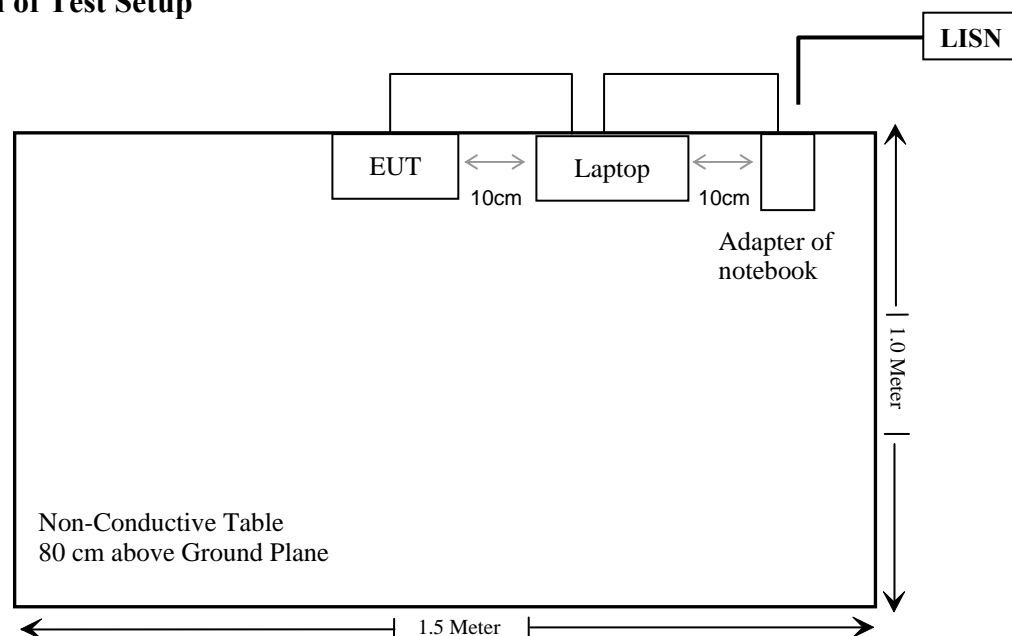 of Test Setup
LISN
EUT
Laptop
10cm
10cm
Adapter of
notebook
1.0 Meter
Non-Conductive Table
80 cm above Ground Plane
1.5 Meter